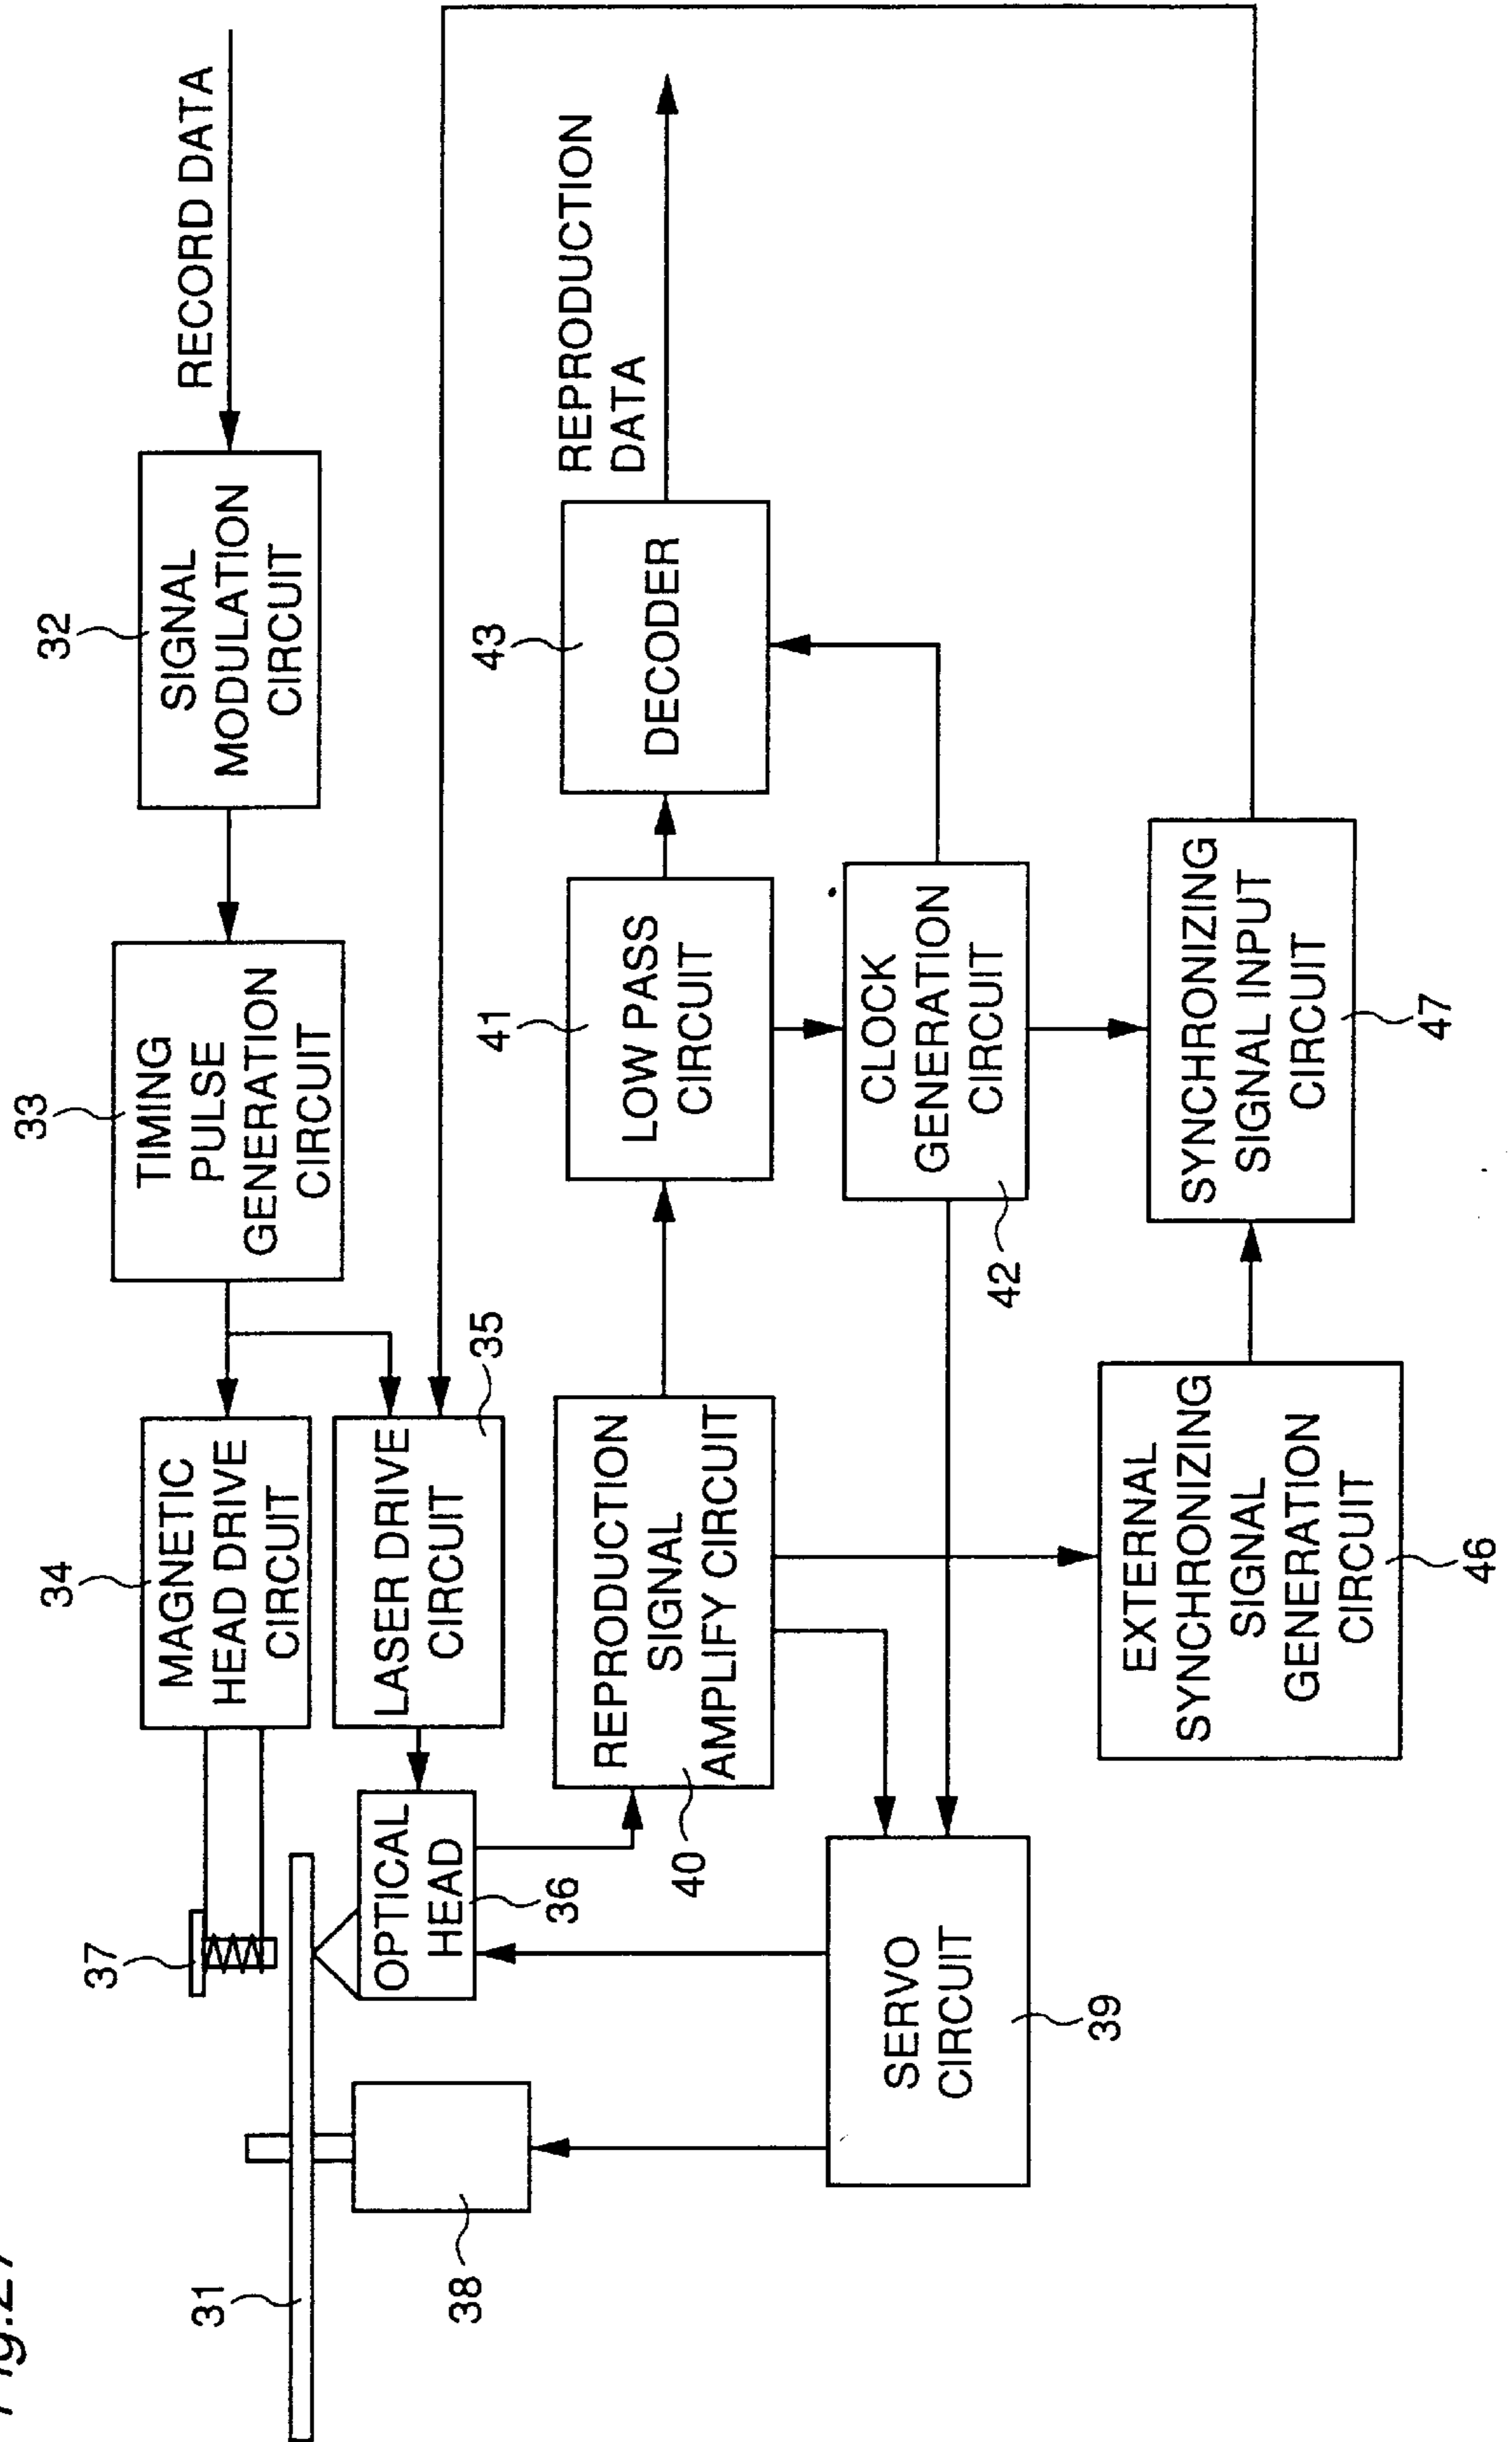 Fig.27
RECORD DATA
32
SIGNAL
MODULATION
CIRCUIT
33
TIMING
PULSE
GENERATION
CIRCUIT
34
MAGNETIC
HEAD DRIVE
CIRCUIT
35
LASER DRIVE
CIRCUIT
37
OPTICAL
HEAD
36
31
38
REPRODUCTION
DATA
43
DECODER
41
LOW PASS
CIRCUIT
REPRODUCTION
SIGNAL
AMPLIFY CIRCUIT
40
CLOCK
GENERATION
CIRCUIT
42
SERVO
CIRCUIT
39
SYNCHRONIZING
SIGNAL INPUT
CIRCUIT
47
EXTERNAL
SYNCHRONIZING
SIGNAL
GENERATION
CIRCUIT
46